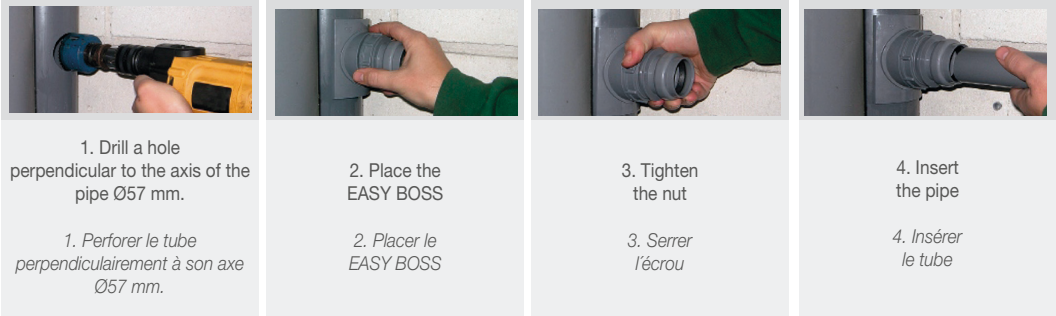 1. Drill a hole
perpendicular to the axis of the
pipe Ø57 mm.
1. Perforer le tube
perpendiculairement à son axe
Ø57 mm.
2. Place the
EASY BOSS
2. Placer le
EASY BOSS
3. Tighten
the nut
3. Serrer
l´écrou
4. Insert
the pipe
4. Insérer
le tube